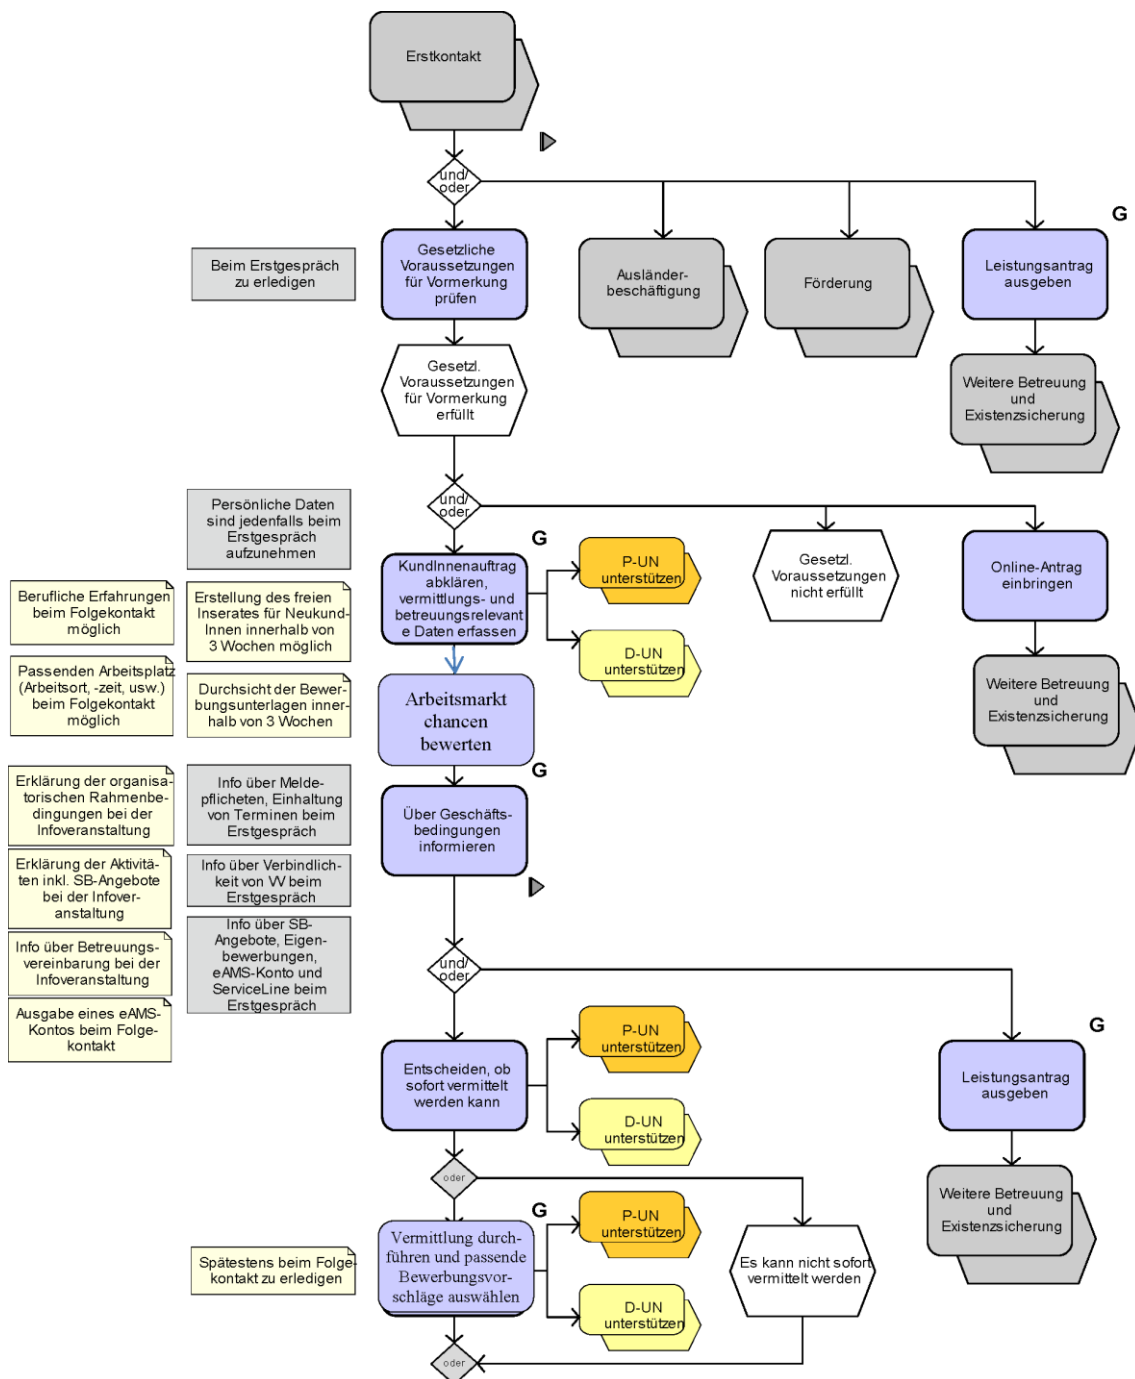 Erstkontakt
und/
oder
G
Beim Erstgespräch
zu erledigen
Gesetzliche
Voraussetzungen
für Vormerkung
prüfen
Ausländer-
beschäftigung
Förderung
Leistungsantrag
ausgeben
Gesetzl.
Voraussetzungen
für Vormerkung
erfüllt
Weitere Betreuung
und
Existenzsicherung
und/
oder
Persönliche Daten
sind jedenfalls beim
Erstgespräch
aufzunehmen
G
KundInnenauftrag
abklären,
vermittlungs- und
betreuungsrelevant
e Daten erfassen
P-UN
unterstützen
D-UN
unterstützen
Gesetzl.
Voraussetzungen
nicht erfüllt
Online-Antrag
einbringen
Berufliche Erfahrungen
beim Folgekontakt
möglich
Erstellung des freien
Inserates für Neukund-
Innen innerhalb von
3 Wochen möglich
Passenden Arbeitsplatz
(Arbeitsort, -zeit, usw.)
beim Folgekontakt
möglich
Durchsicht der Bewer-
bungsunterlagen inner-
halb von 3 Wochen
Arbeitsmarkt
chancen
bewerten
Weitere Betreuung
und
Existenzsicherung
G
Erklärung der organisa-
torischen Rahmenbe-
dingungen bei der
Infoveranstaltung
Info über Melde-
pflicheten, Einhaltung
von Terminen beim
Erstgespräch
Über Geschäfts-
bedingungen
informieren
Erklärung der Aktivitä-
ten inkl. SB-Angebote
bei der Infover-
anstaltung
Info über Verbindlich-
keit von VV beim
Erstgespräch
Info über Betreuungs-
vereinbarung bei der
Infoveranstaltung
Info über SB-
Angebote, Eigen-
bewerbungen,
eAMS-Konto und
ServiceLine beim
Erstgespräch
und/
oder
Ausgabe eines eAMS-
Kontos beim Folge-
kontakt
G
Entscheiden, ob
sofort vermittelt
werden kann
P-UN
unterstützen
D-UN
unterstützen
Leistungsantrag
ausgeben
oder
Weitere Betreuung
und
Existenzsicherung
G
Spätestens beim Folge-
kontakt zu erledigen
Vermittlung durch-
führen und passende
Bewerbungsvor-
schläge auswählen
P-UN
unterstützen
D-UN
unterstützen
Es kann nicht sofort
vermittelt werden
oder